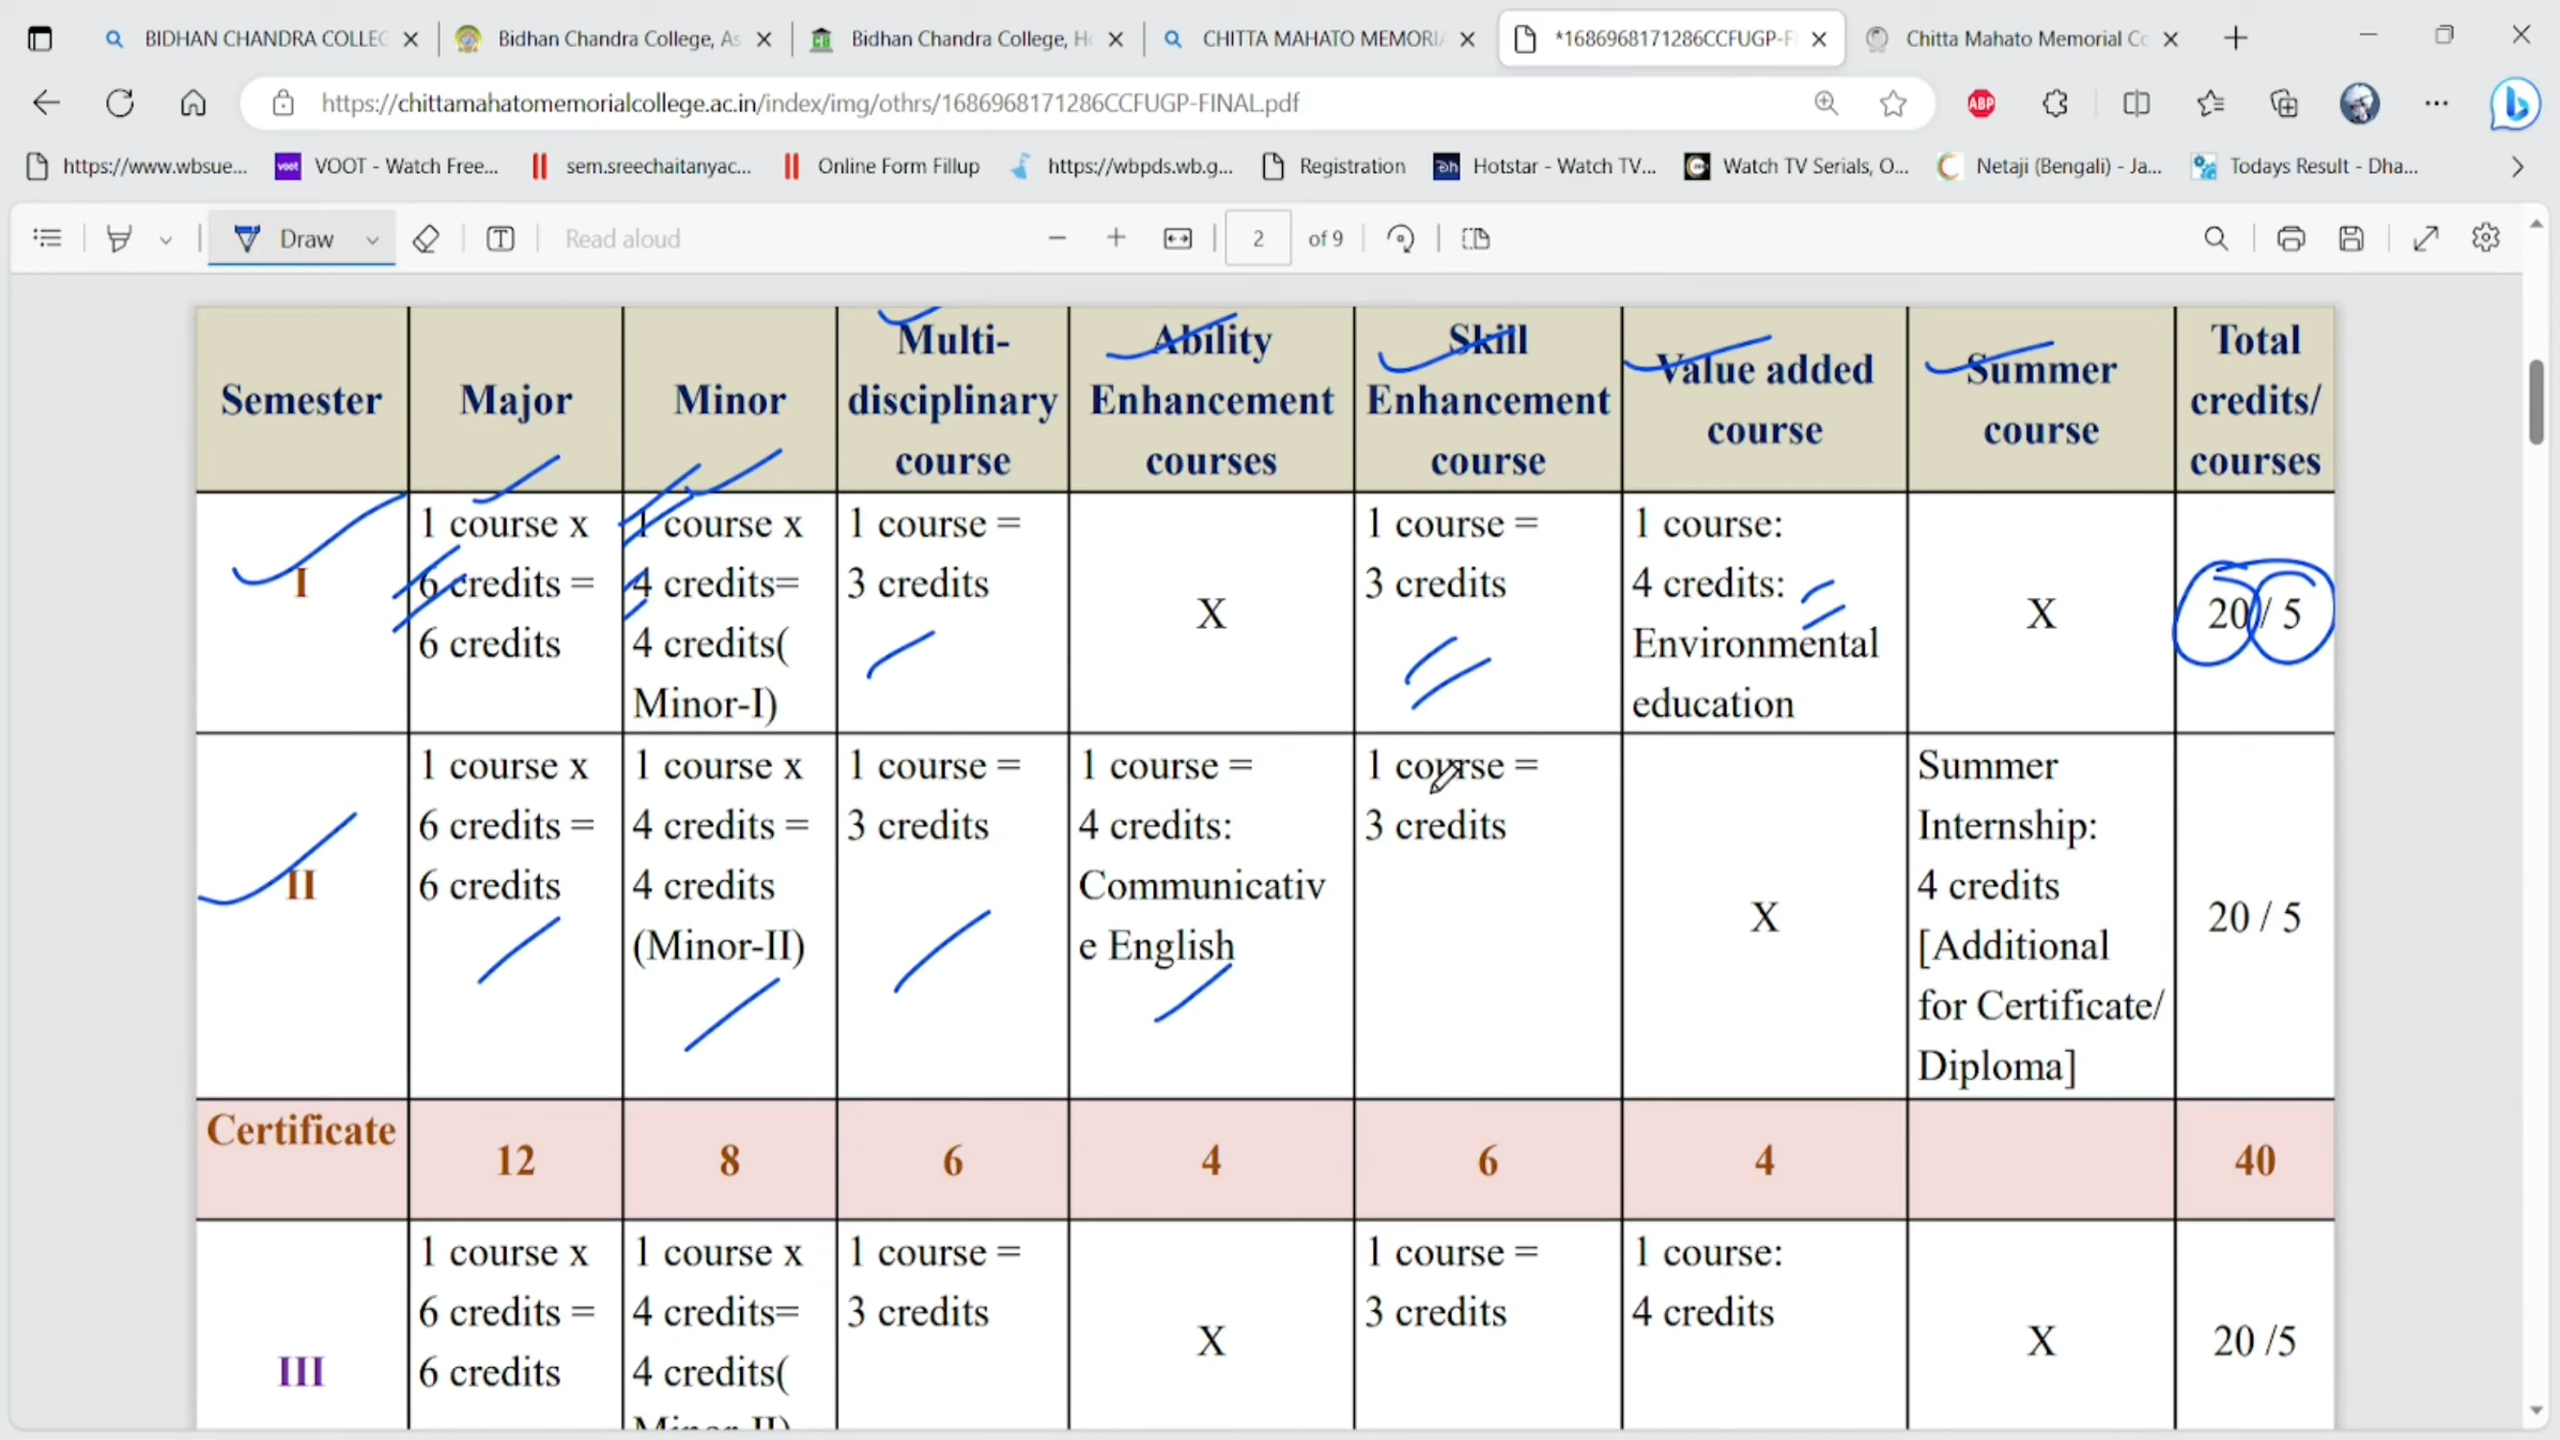 BIDHAN CHANDRA COLLEG
Bidhan Chandra College, As
Bidhan Chandra College, Ho
CHITTA MAHATO MEMORIA
*1686968171286CCFUGP-F
Chitta Mahato Memorial Co
https://chittamahatomemorialcollege.ac.in/index/img/othrs/1686968171286CCFUGP-FINAL.pdf
ABP
https://www.wbsue...
voot
VOOT - Watch Free...
sem.sreechaitanyac...
Online Form Fillup
https://wbpds.wb.g...
Registration
Hotstar - Watch TV...
Watch TV Serials, O...
Netaji (Bengali) - Ja...
Todays Result - Dha...
Draw
Read aloud
2
of 9
Semester
Major
Minor
Multi-
disciplinary
course
Ability
Enhancement
courses
Skill
Enhancement
course
Value added
course
Summer
course
Total
credits/
courses
I
1 course x
6 credits =
6 credits
1 course x
4 credits=
4 credits(
Minor-I)
1 course =
3 credits
X
1 course =
3 credits
1 course:
4 credits:
Environmental
education
X
20 / 5
II
1 course x
6 credits =
6 credits
1 course x
4 credits =
4 credits
(Minor-II)
1 course =
3 credits
1 course =
4 credits:
Communicativ
e English
1 course =
3 credits
X
Summer
Internship:
4 credits
[Additional
for Certificate/
Diploma]
20 / 5
Certificate
12
8
6
4
6
4
40
III
1 course x
6 credits =
6 credits
1 course x
4 credits=
4 credits(
1 course =
3 credits
X
1 course =
3 credits
1 course:
4 credits
X
20 /5